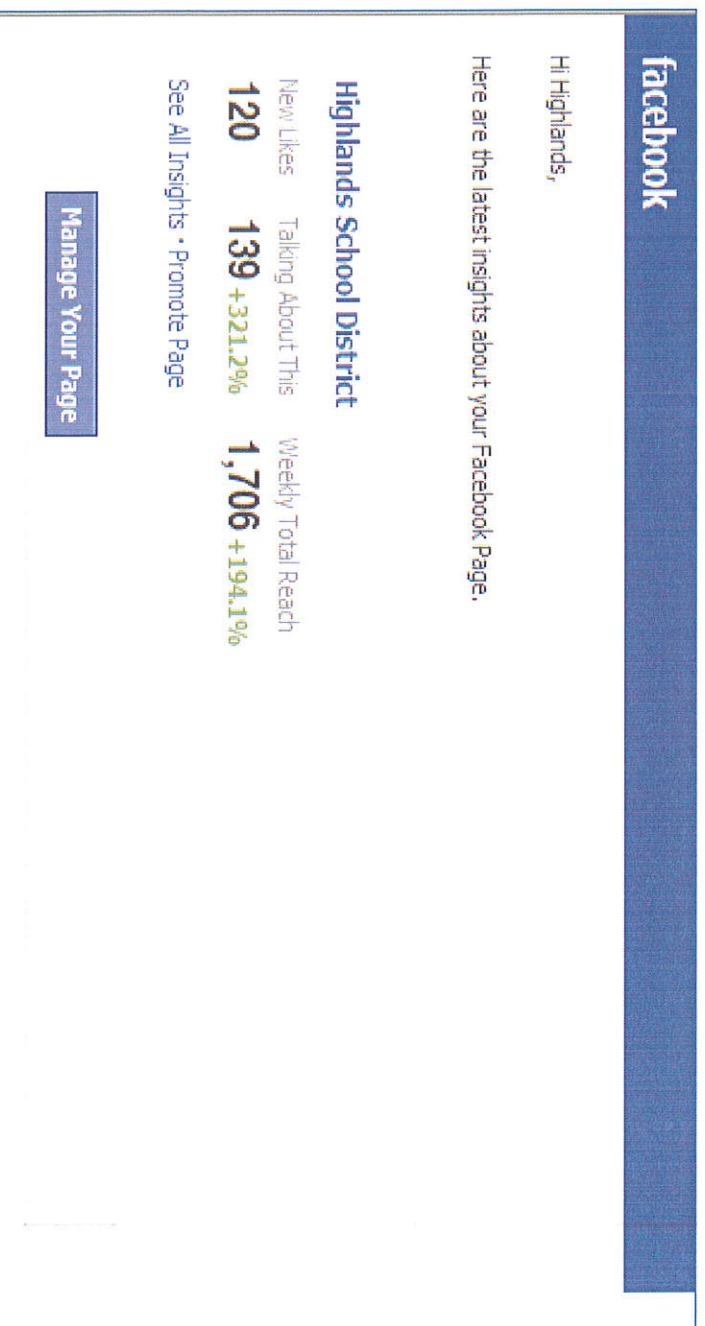 facebook
Hi Highlands,
Here are the latest insights about your Facebook Page.
Highlands School District
New Likes Talking About This Weekly Total Reach
120 139 +321.2% 1,706 +194.1%
See All Insights · Promote Page
Manage Your Page